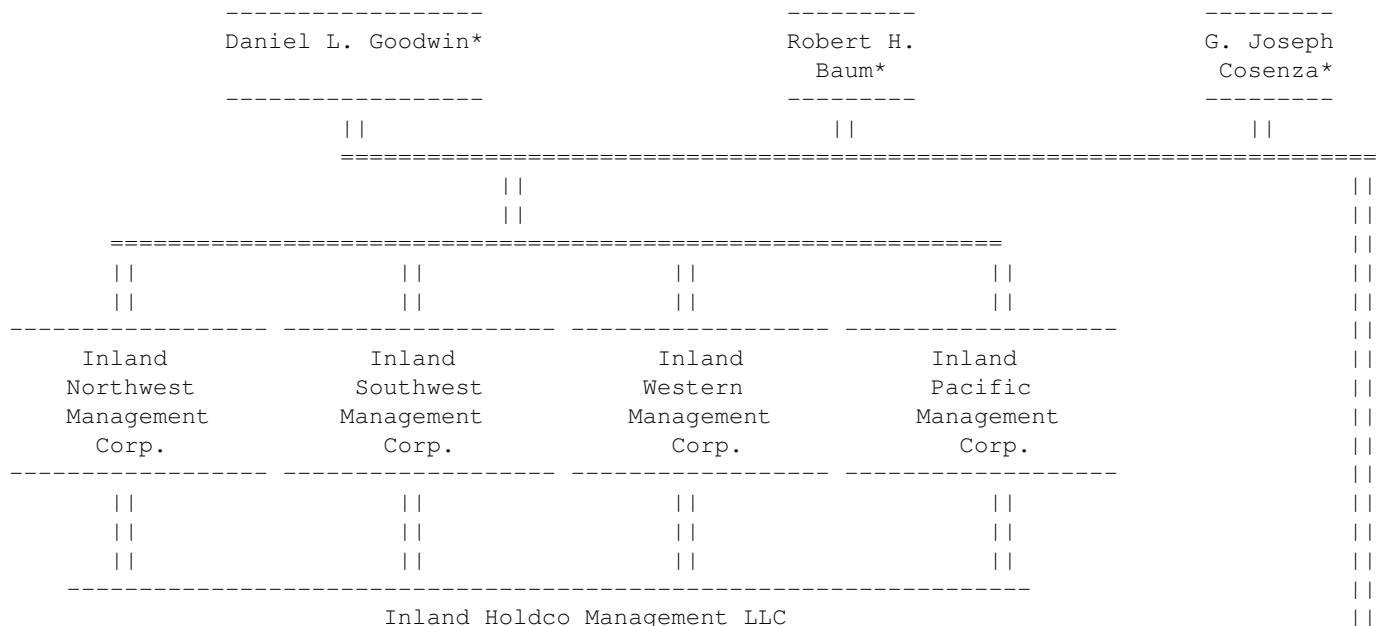 Daniel L. Goodwin* Robert H. G. Joseph
Baum* Cosenza*
Inland Inland Inland Inland
Northwest Southwest Western Pacific
Management Management Management Management
Corp. Corp. Corp. Corp.
Inland Holdco Management LLC